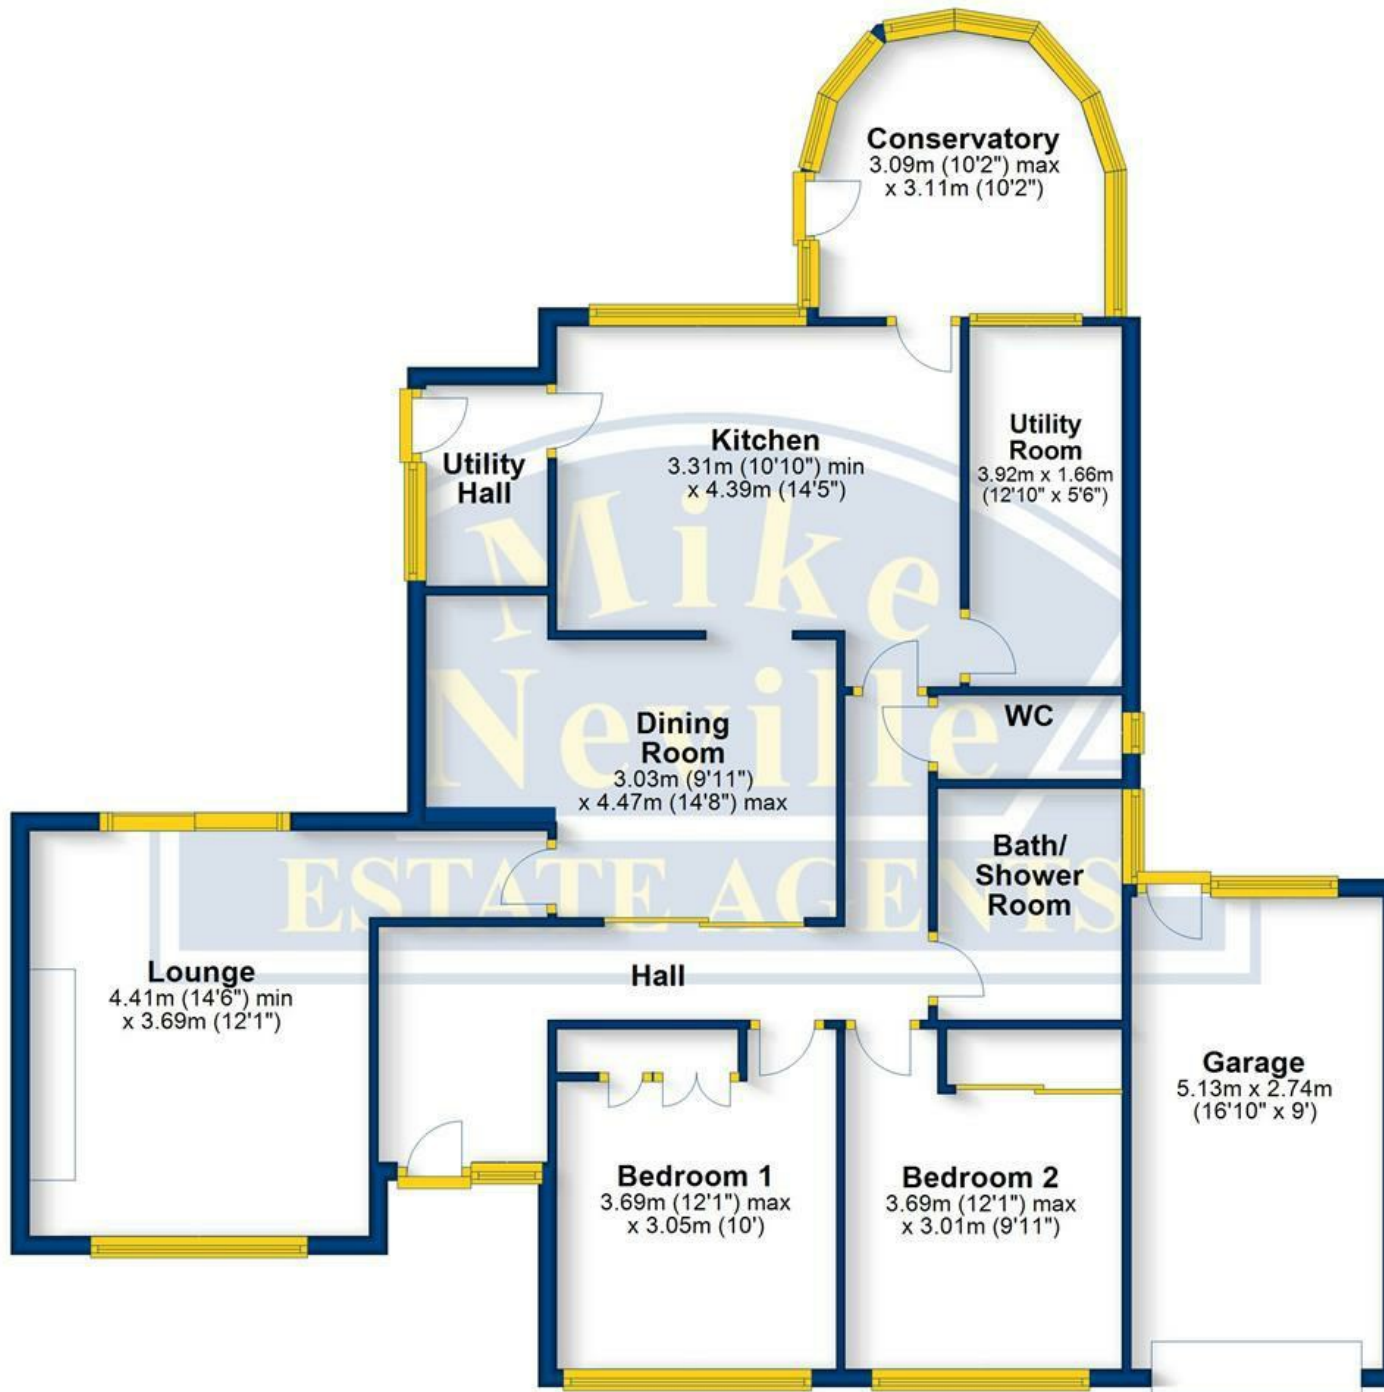 Conservatory
3.09m (10'2") max
x 3.11m (10'2")
Kitchen
3.31m (10'10") min
x 4.39m (14'5")
Utility
Room
3.92m x 1.66m
(12'10" x 5'6")
Utility
Hall
Mike
Neville
ESTATE AGENTS
Dining
Room
3.03m (9'11")
x 4.47m (14'8") max
WC
Bath/
Shower
Room
Lounge
4.41m (14'6") min
x 3.69m (12'1")
Hall
Garage
5.13m x 2.74m
(16'10" x 9')
Bedroom 1
3.69m (12'1") max
x 3.05m (10')
Bedroom 2
3.69m (12'1") max
x 3.01m (9'11")